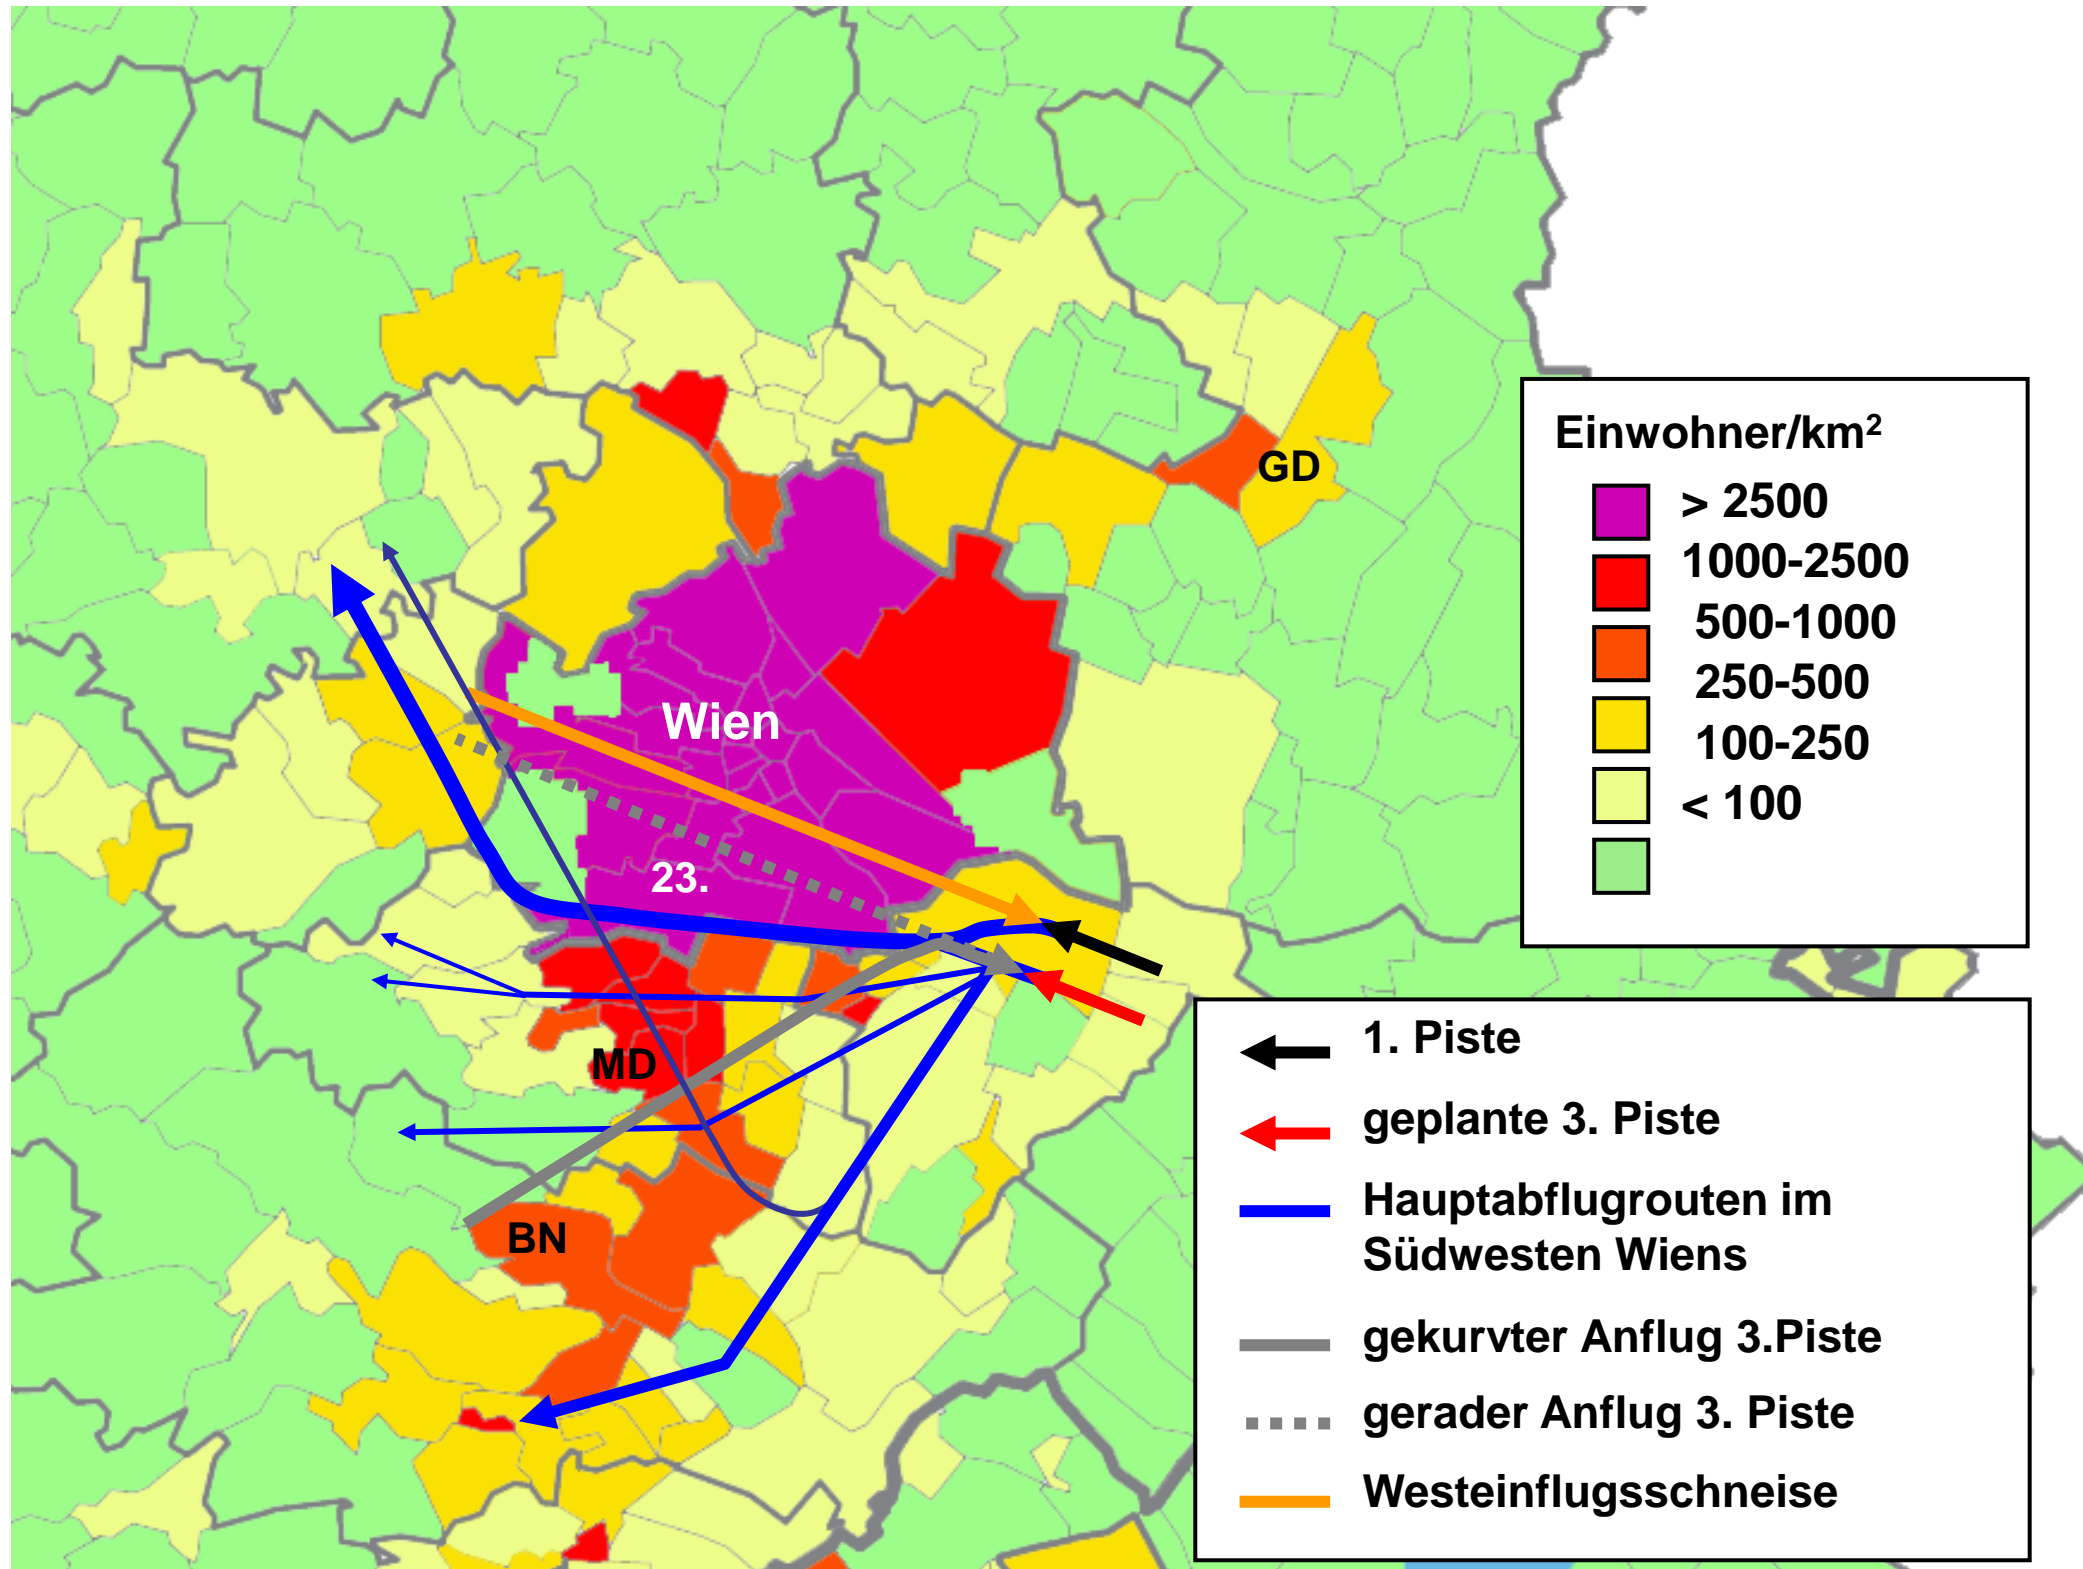 Einwohner/km²
> 2500
1000-2500
500-1000
250-500
100-250
< 100
GD
Wien
23.
MD
BN
1. Piste
geplante 3. Piste
Hauptabflugrouten im
Südwesten Wiens
gekurvter Anflug 3.Piste
gerader Anflug 3. Piste
Westeinflugsschneise